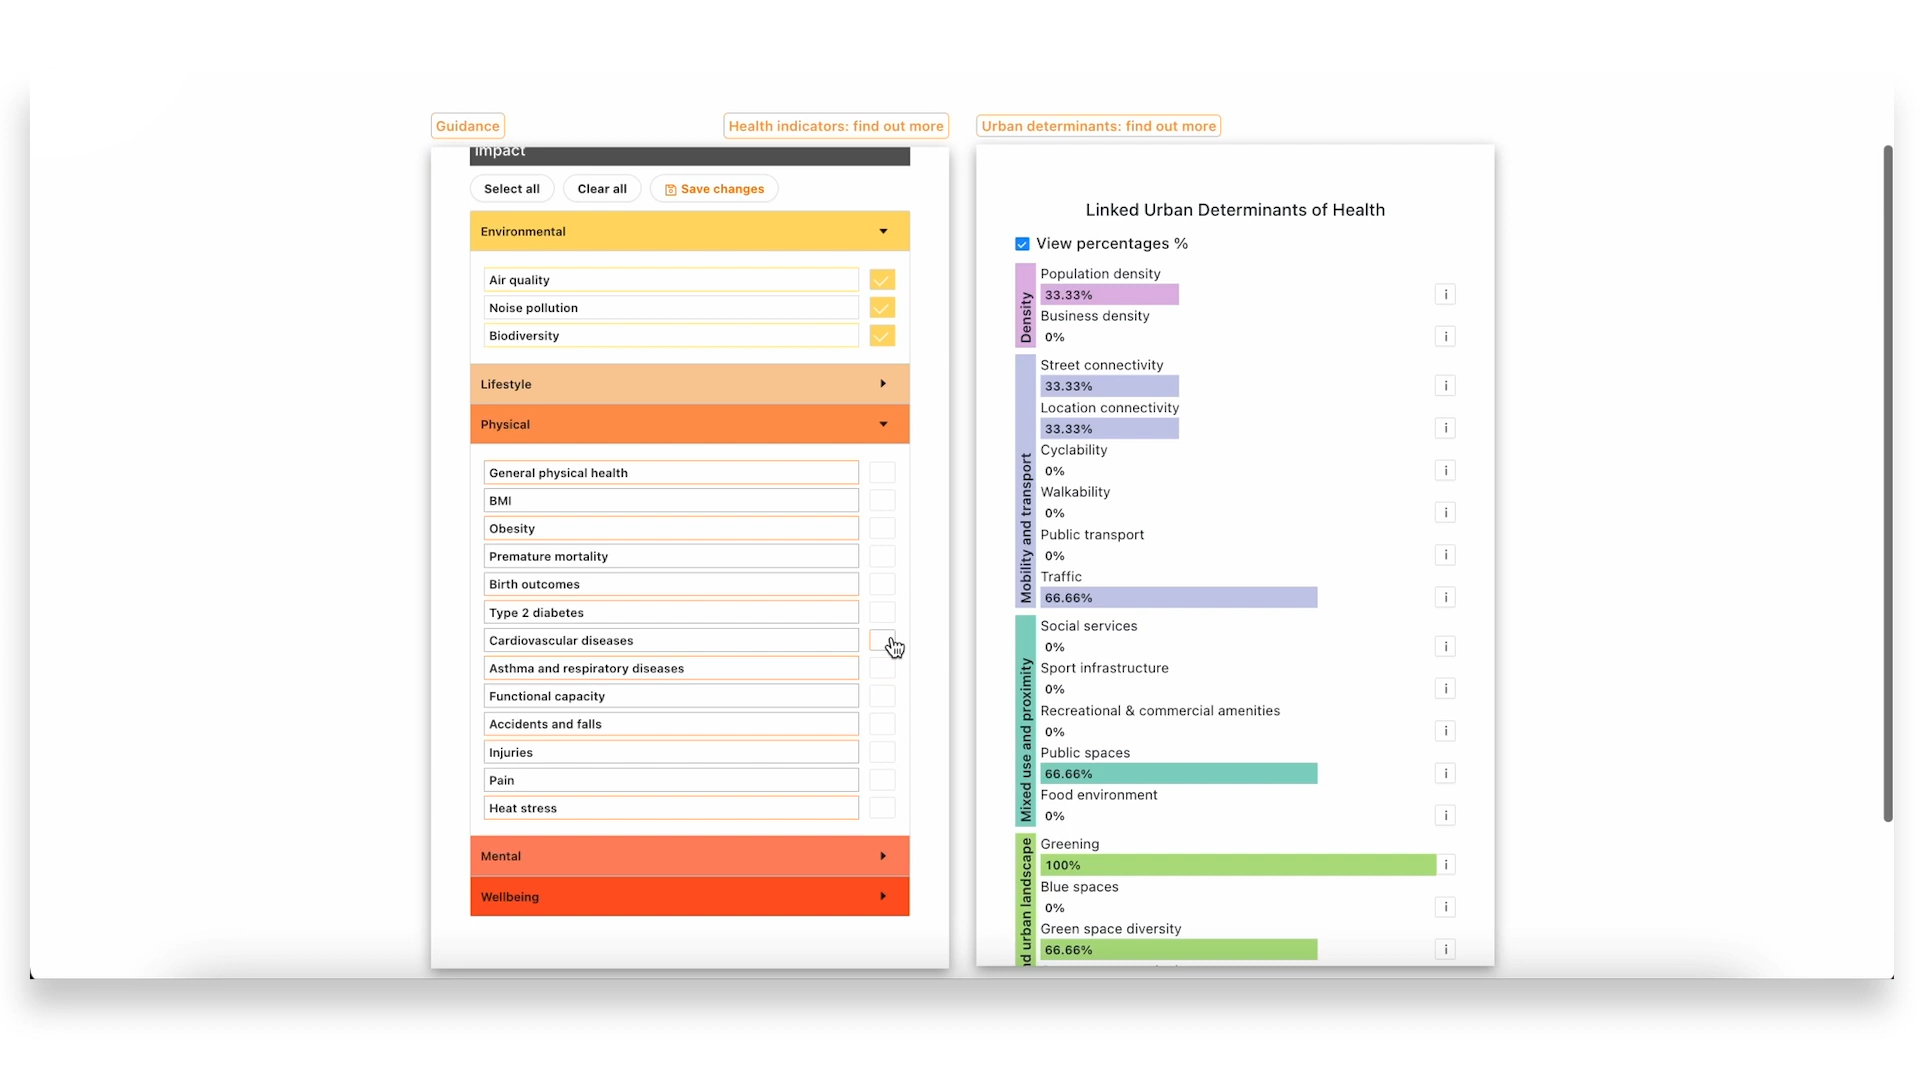 Guidance
Health indicators: find out more
Impact
Select all
Clear all
Save changes
Environmental
Air quality
Noise pollution
Biodiversity
Lifestyle
Physical
General physical health
BMI
Obesity
Premature mortality
Birth outcomes
Type 2 diabetes
Cardiovascular diseases
Asthma and respiratory diseases
Functional capacity
Accidents and falls
Injuries
Pain
Heat stress
Mental
Wellbeing
Urban determinants: find out more
Linked Urban Determinants of Health
View percentages %
Density
Population density
33.33%
i
Business density
0%
i
Mobility and transport
Street connectivity
33.33%
i
Location connectivity
33.33%
i
Cyclability
0%
i
Walkability
0%
i
Public transport
0%
i
Traffic
66.66%
i
Mixed use and proximity
Social services
0%
i
Sport infrastructure
0%
i
Recreational & commercial amenities
0%
i
Public spaces
66.66%
i
Food environment
0%
i
d urban landscape
Greening
100%
i
Blue spaces
0%
i
Green space diversity
66.66%
i